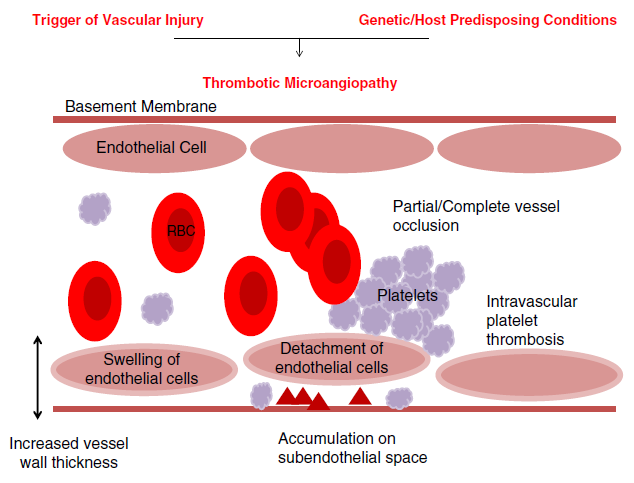 Trigger of Vascular Injury
Genetic/Host Predisposing Conditions
Thrombotic Microangiopathy
Basement Membrane
Endothelial Cell
RBC
Partial/Complete vessel
occlusion
Platelets
Intravascular
platelet
thrombosis
Swelling of
endothelial cells
Detachment of
endothelial cells
Increased vessel
wall thickness
Accumulation on
subendothelial space